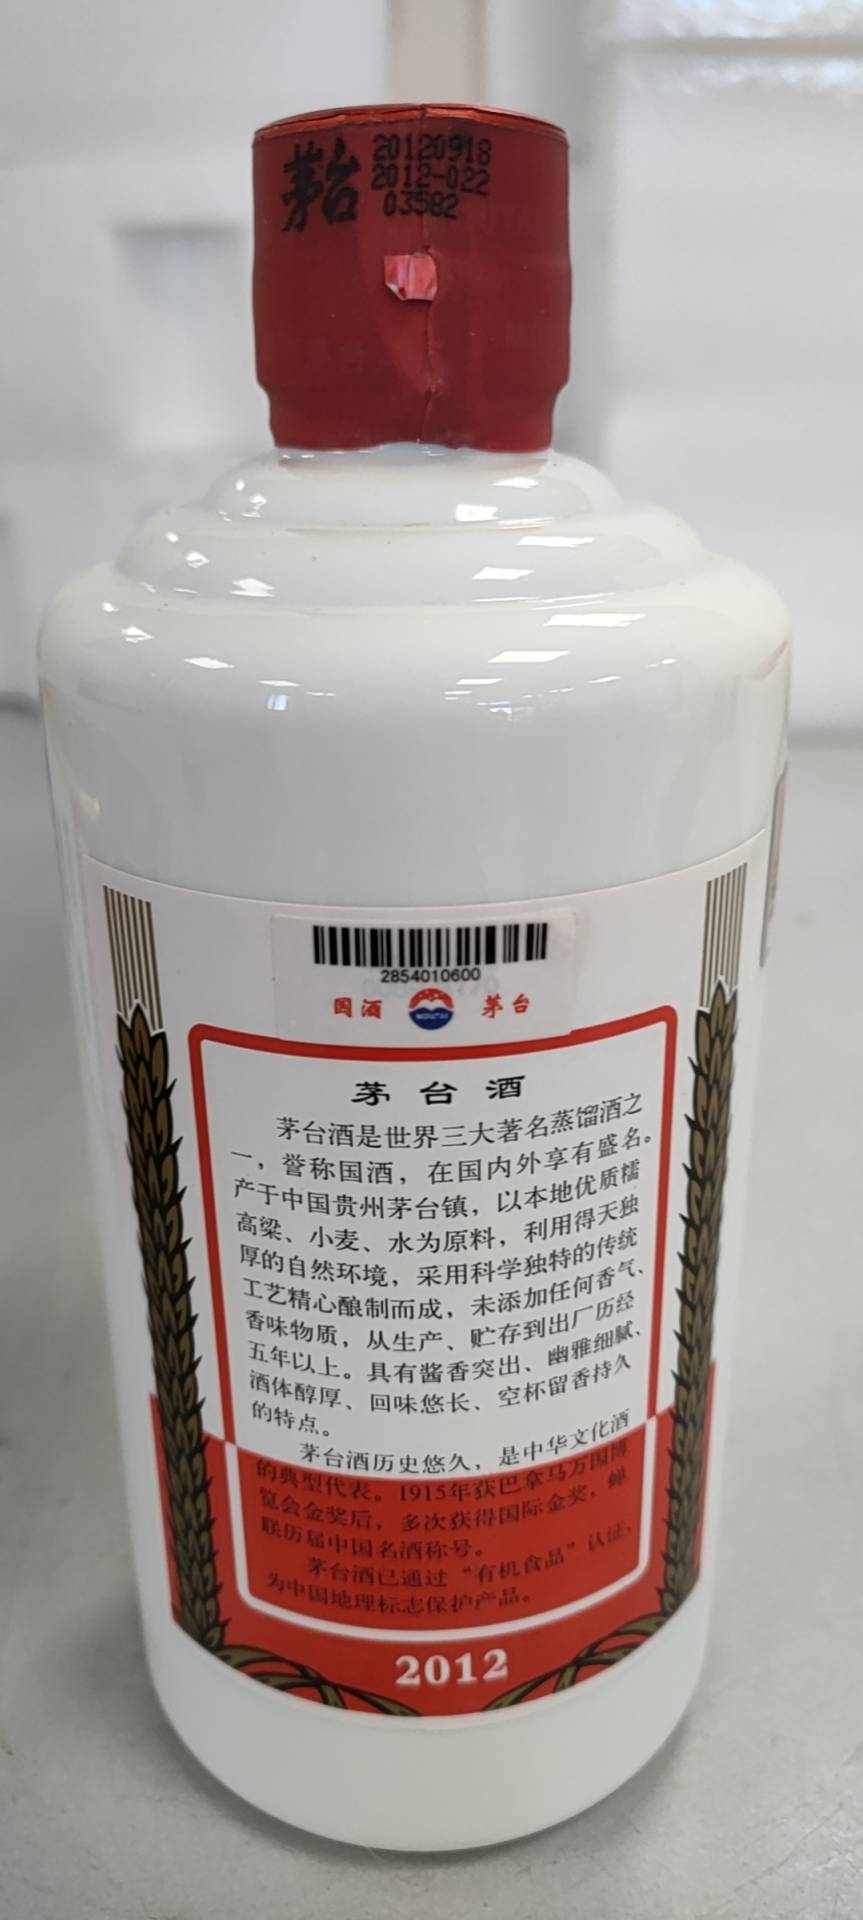 茅台
20120918
2012-022
03582
2854010600
国酒
MOUTAI
茅台
茅台酒
茅台酒是世界三大著名蒸馏酒之
一，誉称国酒，在国内外享有盛名。
产于中国贵州茅台镇，以本地优质糯
高粱、小麦、水为原料，利用得天独
厚的自然环境，采用科学独特的传统
工艺精心酿制而成，未添加任何香气、
香味物质，从生产、贮存到出厂历经
五年以上。具有酱香突出、幽雅细腻、
酒体醇厚、回味悠长、空杯留香持久
的特点。
茅台酒历史悠久，是中华文化酒
的典型代表。1915年获巴拿马万国博
览会金奖后，多次获得国际金奖，蝉
联历届中国名酒称号。
茅台酒已通过“有机食品”认证，
为中国地理标志保护产品。
2012